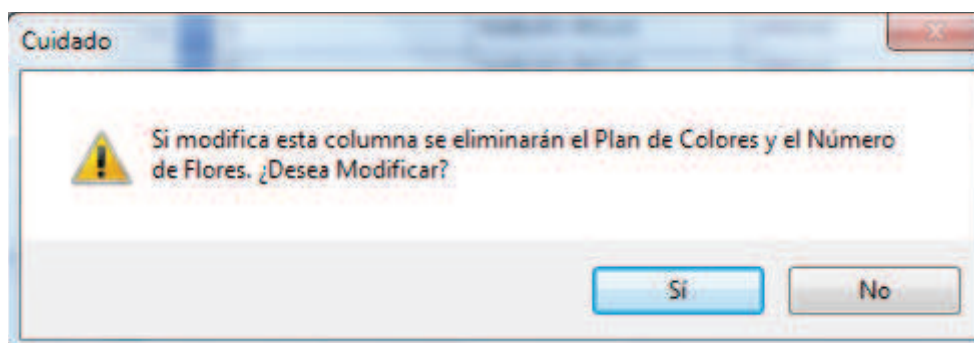 Cuidado
Si modifica esta columna se eliminarán el Plan de Colores y el Número
de Flores. ¿Desea Modificar?
Sí
No